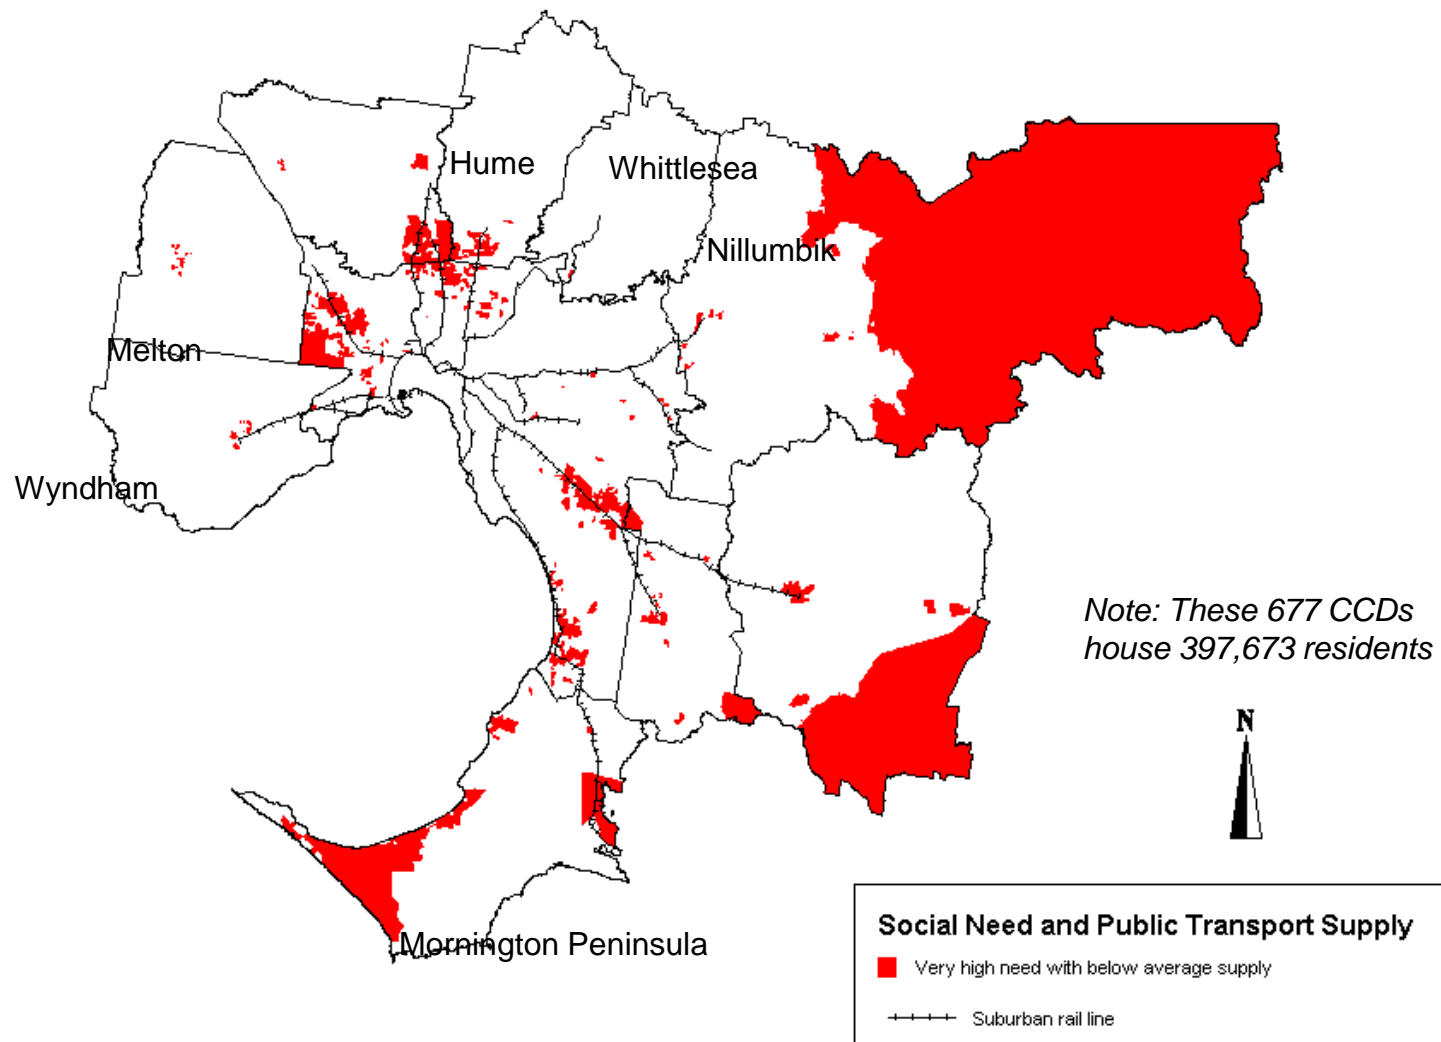 Hume
Whittlesea
Nillumbik
Melton
Wyndham
Note: These 677 CCDs
house 397,673 residents
N
Mornington Peninsula
Social Need and Public Transport Supply
Very high need with below average supply
Suburban rail line